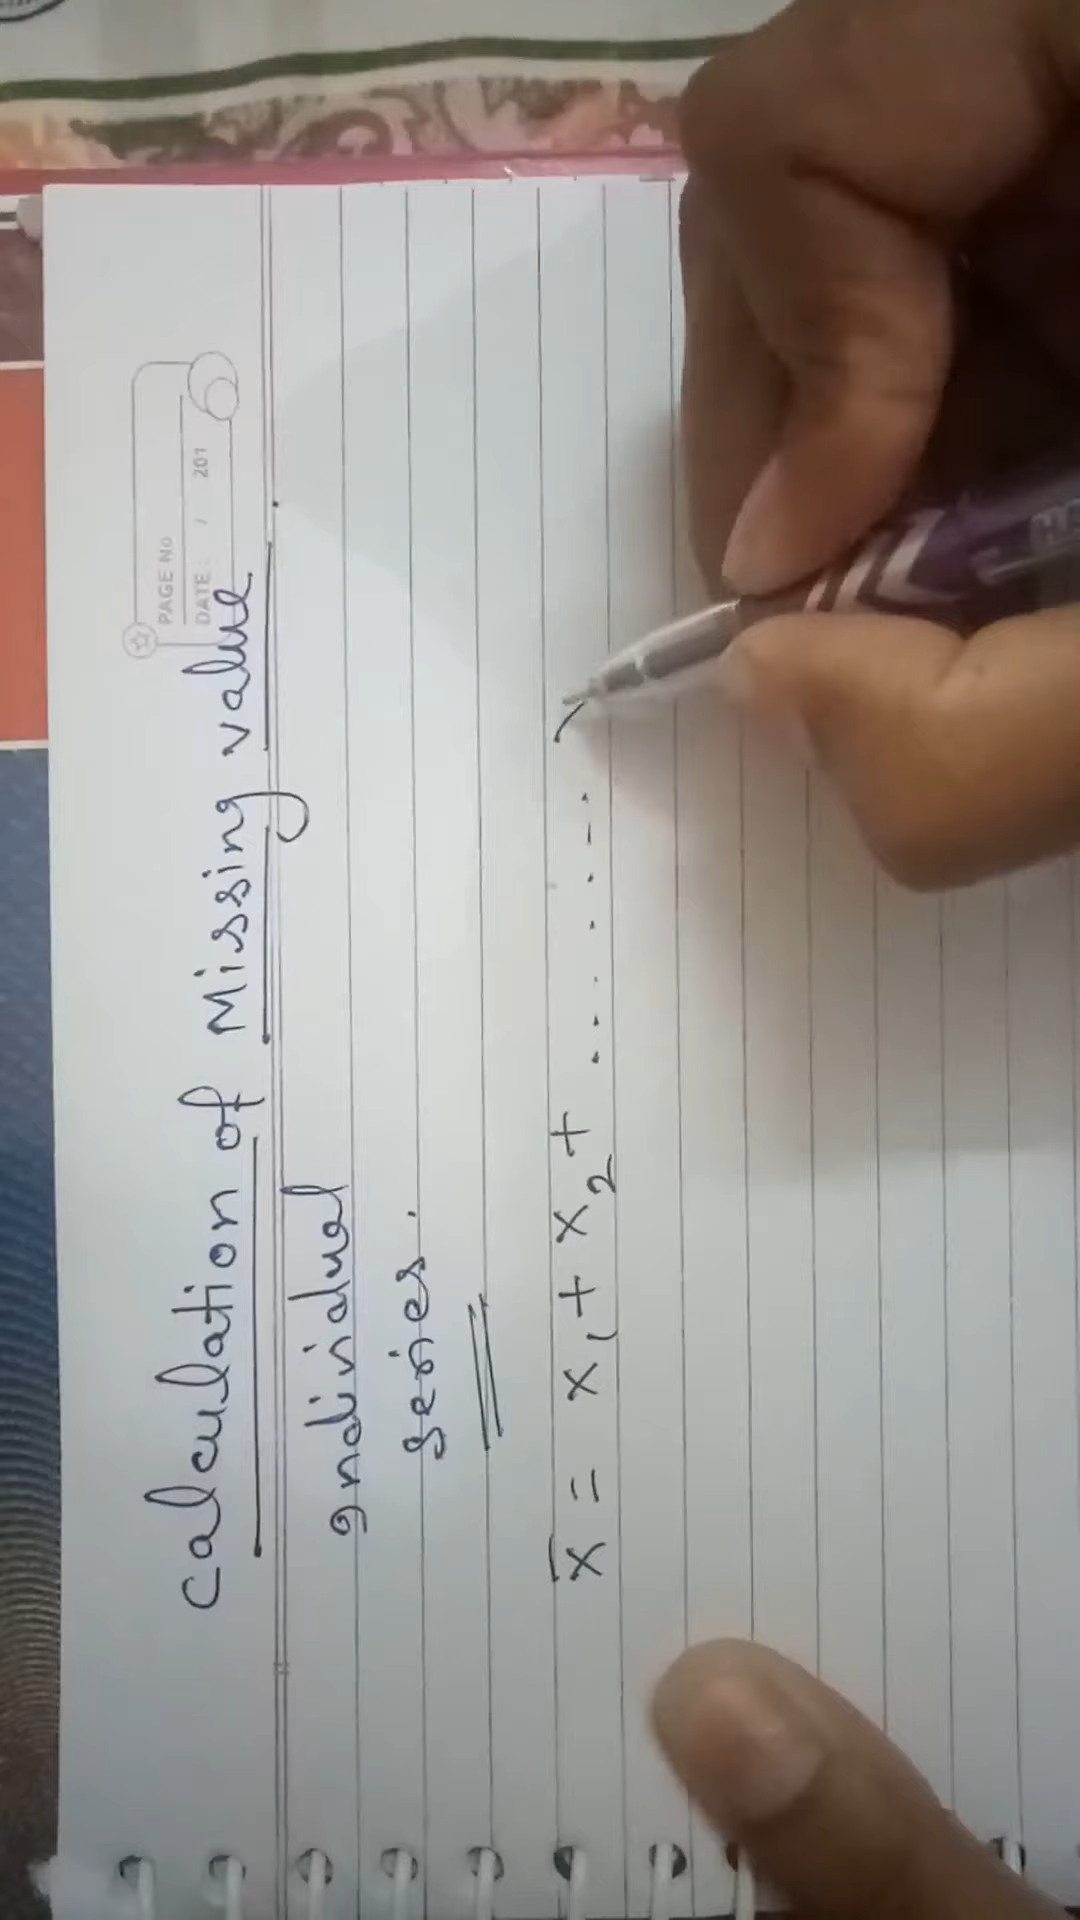 PAGE No
DATE : / 201
Calculation of Missing value
Individual
series.
x̄ = x₁ + x₂ + .......